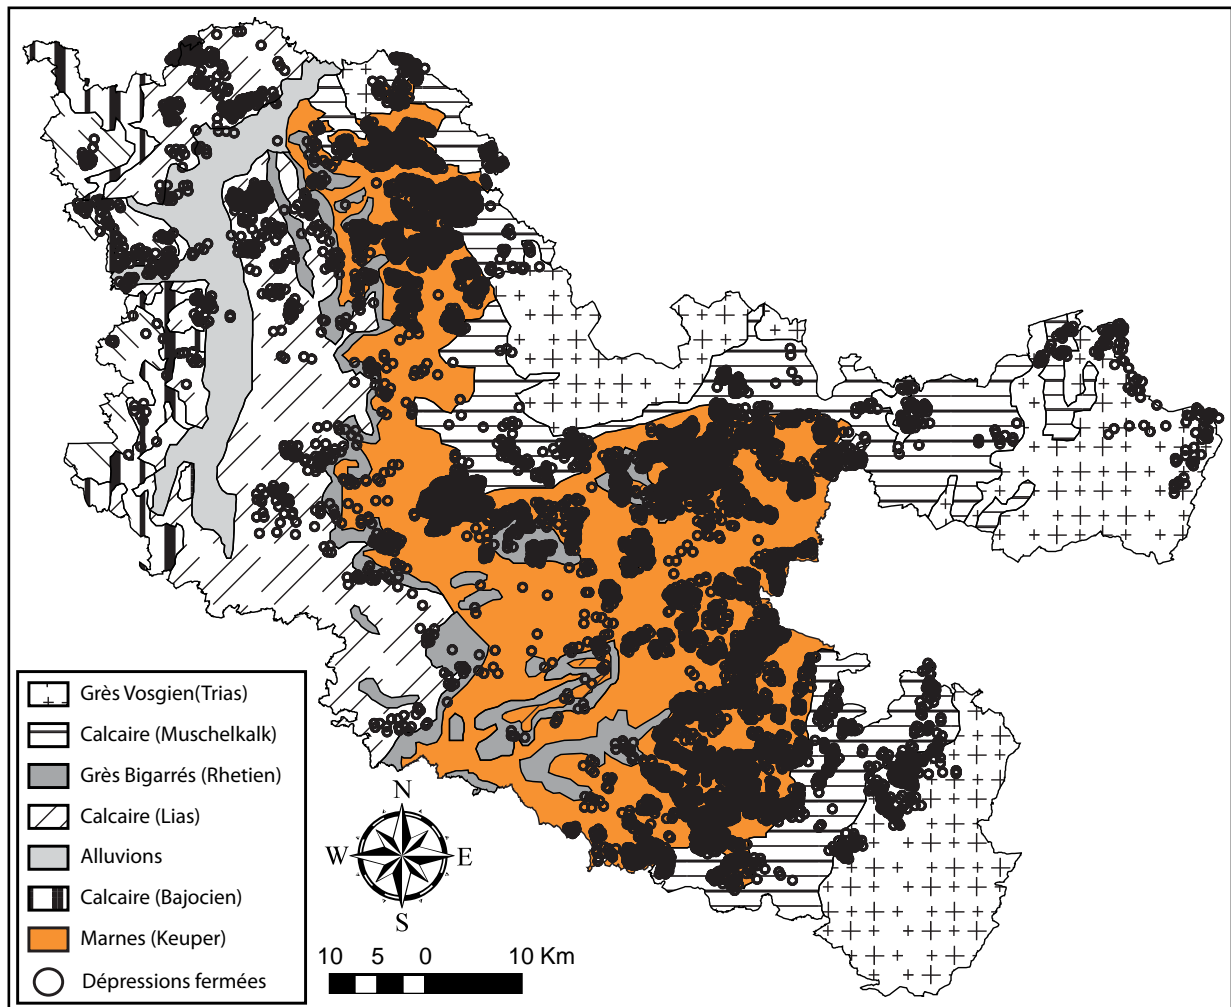 Grès Vosgien(Trias)
Calcaire (Muschelkalk)
Grès Bigarrés (Rhetien)
Calcaire (Lias)
Alluvions
Calcaire (Bajocien)
Marnes (Keuper)
Dépressions fermées
N
W E
S
10 5 0 10 Km